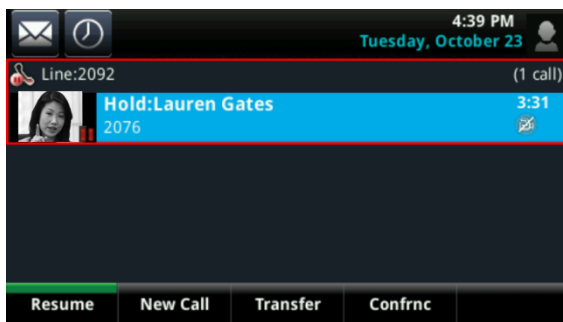 4:39 PM
Tuesday, October 23
Line:2092 (1 call)
Hold:Lauren Gates 3:31
2076
Resume New Call Transfer Confrnc